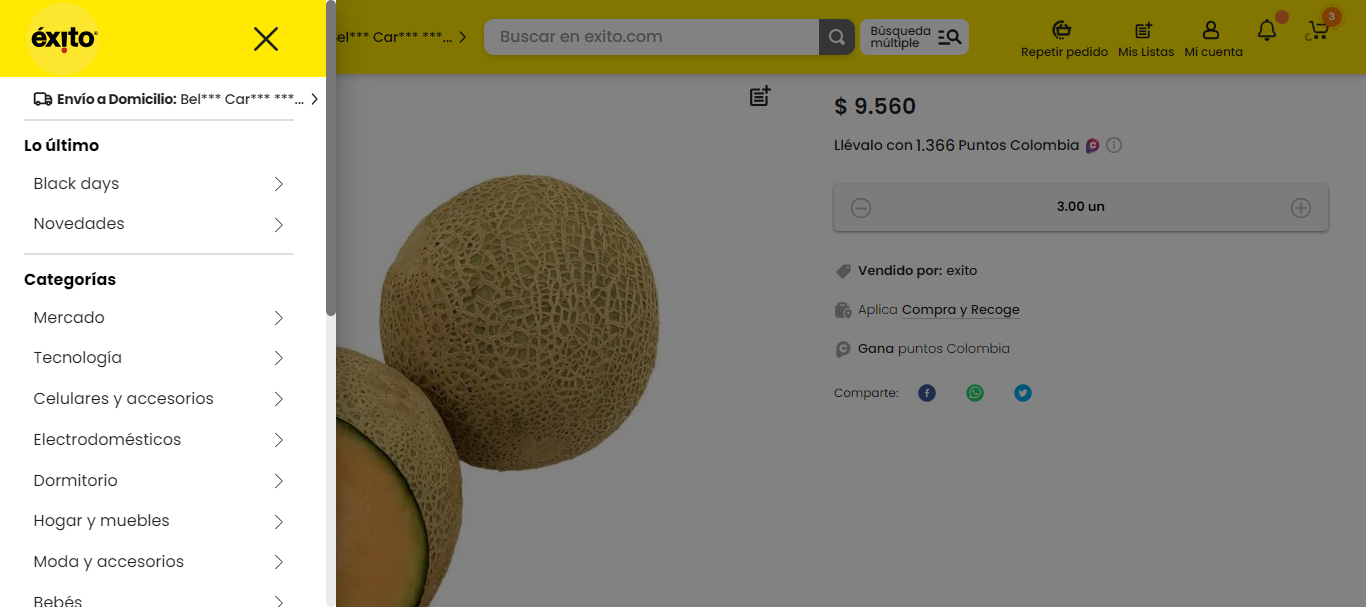 éxito
Envío a Domicilio: Bel*** Car*** ***...
Lo último
Black days
Novedades
Categorías
Mercado
Tecnología
Celulares y accesorios
Electrodomésticos
Dormitorio
Hogar y muebles
Moda y accesorios
Bebés
el*** Car*** ***...
Buscar en exito.com
Búsqueda
múltiple
Repetir pedido
Mis Listas
Mi cuenta
3
$ 9.560
Llévalo con 1.366 Puntos Colombia
3.00 un
Vendido por: exito
Aplica Compra y Recoge
Gana puntos Colombia
Comparte: